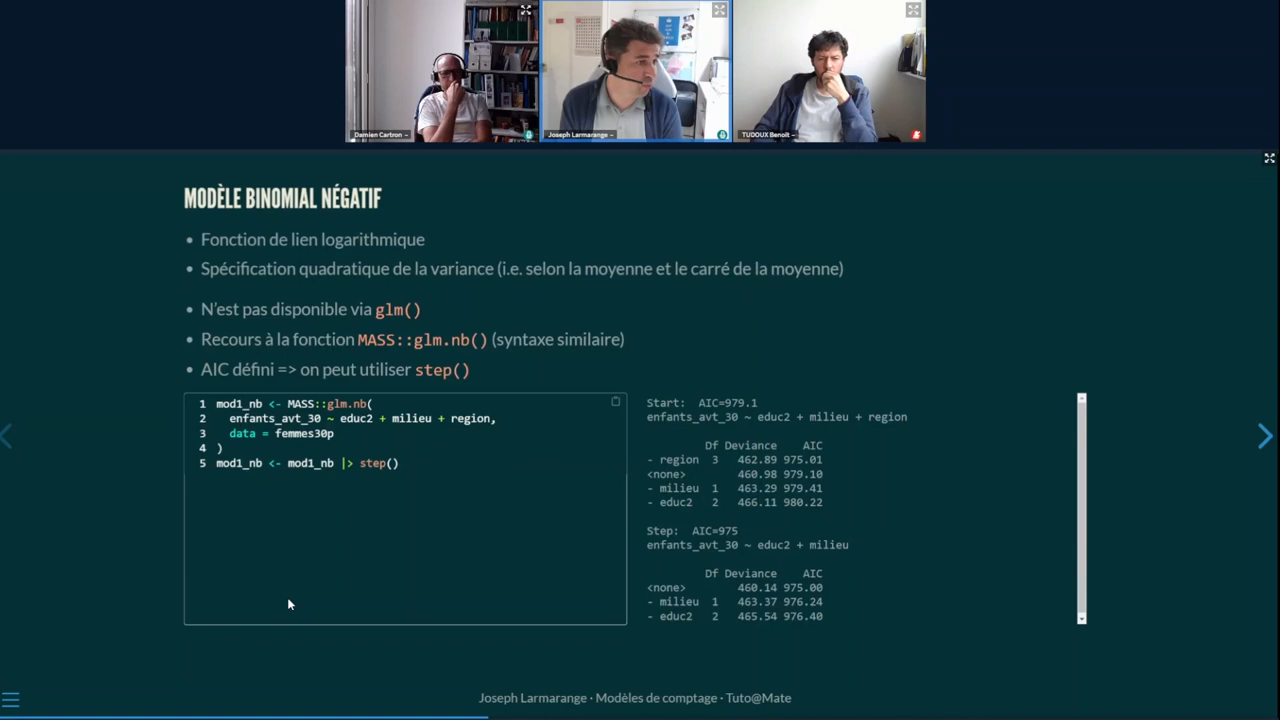 Damien Cartron
Joseph Larmarange
TUDOUX Benoit
MODÈLE BINOMIAL NÉGATIF
• Fonction de lien logarithmique
• Spécification quadratique de la variance (i.e. selon la moyenne et le carré de la moyenne)
• N'est pas disponible via glm()
• Recours à la fonction MASS::glm.nb() (syntaxe similaire)
• AIC défini => on peut utiliser step()
1 mod1_nb <- MASS::glm.nb(
2 enfants_avt_30 ~ educ2 + milieu + region,
3 data = femmes30p
4 )
5 mod1_nb <- mod1_nb |> step()
Start: AIC=979.1
enfants_avt_30 ~ educ2 + milieu + region
Df Deviance AIC
- region 3 462.89 975.01
<none> 460.98 979.10
- milieu 1 463.29 979.41
- educ2 2 466.11 980.22
Step: AIC=975
enfants_avt_30 ~ educ2 + milieu
Df Deviance AIC
<none> 460.14 975.00
- milieu 1 463.37 976.24
- educ2 2 465.54 976.40
Joseph Larmarange · Modèles de comptage · Tuto@Mate